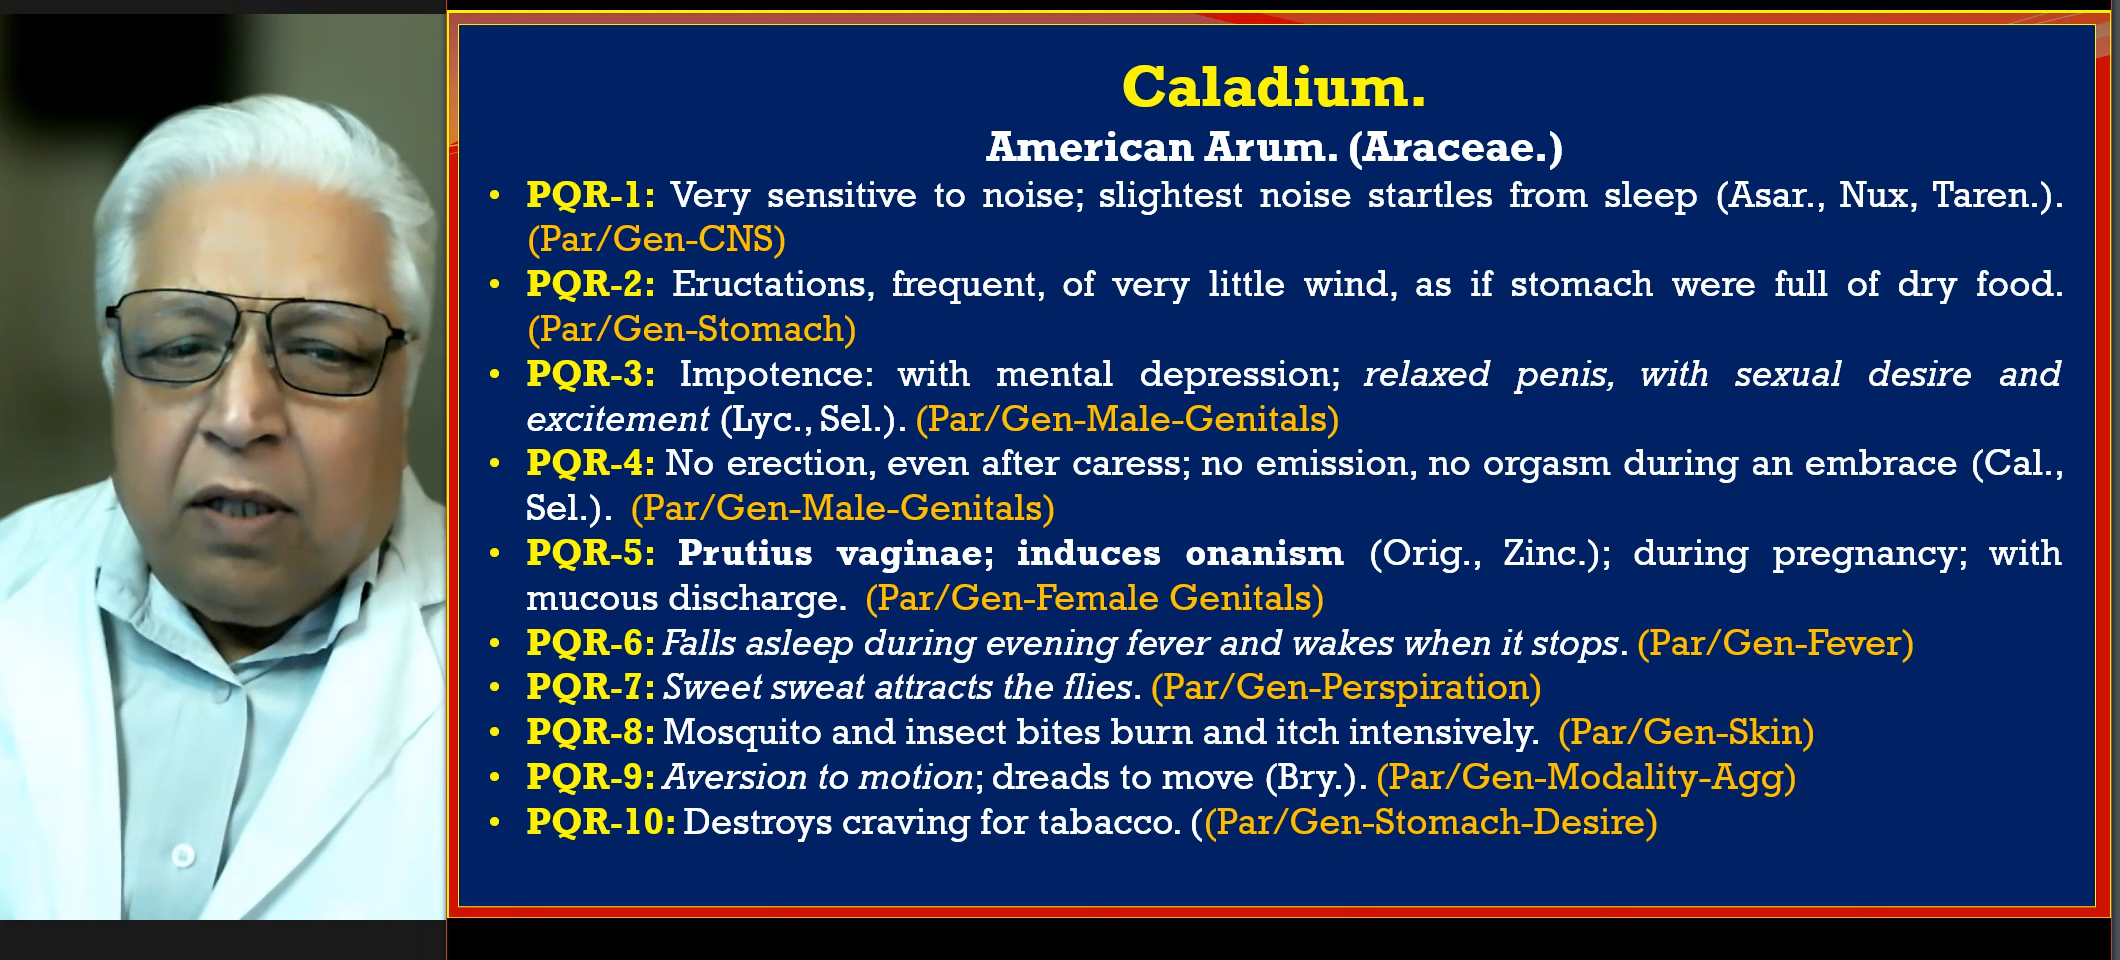 Caladium.
American Arum. (Araceae.)
• PQR-1: Very sensitive to noise; slightest noise startles from sleep (Asar., Nux, Taren.).
(Par/Gen-CNS)
• PQR-2: Eructations, frequent, of very little wind, as if stomach were full of dry food.
(Par/Gen-Stomach)
• PQR-3: Impotence: with mental depression; relaxed penis, with sexual desire and
excitement (Lyc., Sel.). (Par/Gen-Male-Genitals)
• PQR-4: No erection, even after caress; no emission, no orgasm during an embrace (Cal.,
Sel.). (Par/Gen-Male-Genitals)
• PQR-5: Prutius vaginae; induces onanism (Orig., Zinc.); during pregnancy; with
mucous discharge. (Par/Gen-Female Genitals)
• PQR-6: Falls asleep during evening fever and wakes when it stops. (Par/Gen-Fever)
• PQR-7: Sweet sweat attracts the flies. (Par/Gen-Perspiration)
• PQR-8: Mosquito and insect bites burn and itch intensively. (Par/Gen-Skin)
• PQR-9: Aversion to motion; dreads to move (Bry.). (Par/Gen-Modality-Agg)
• PQR-10: Destroys craving for tabacco. ((Par/Gen-Stomach-Desire)